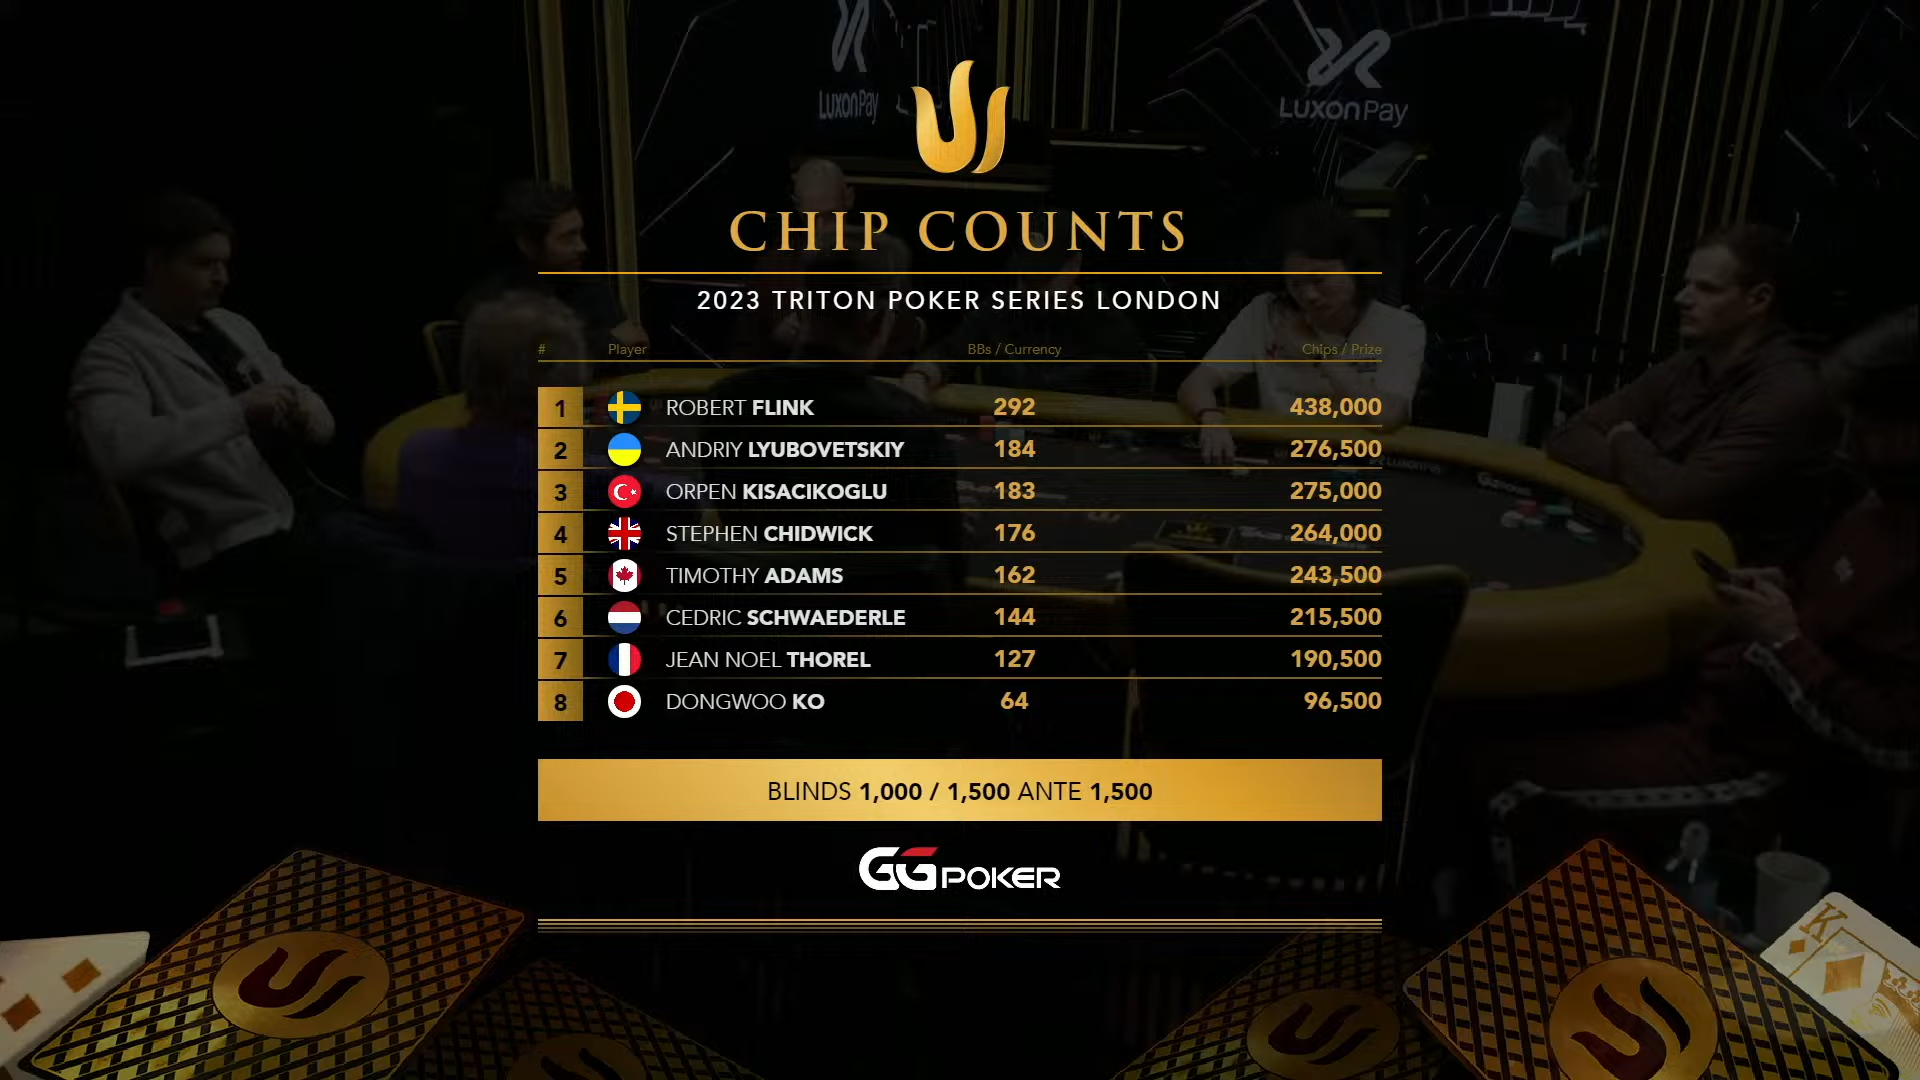 LuxonPay
LuxonPay
CHIP COUNTS
2023 TRITON POKER SERIES LONDON
# Player BBs / Currency Chips / Prize
1 ROBERT FLINK 292 438,000
2 ANDRIY LYUBOVETSKIY 184 276,500
3 ORPEN KISACIKOGLU 183 275,000
4 STEPHEN CHIDWICK 176 264,000
5 TIMOTHY ADAMS 162 243,500
6 CEDRIC SCHWAEDERLE 144 215,500
7 JEAN NOEL THOREL 127 190,500
8 DONGWOO KO 64 96,500
BLINDS 1,000 / 1,500 ANTE 1,500
GGPOKER
K